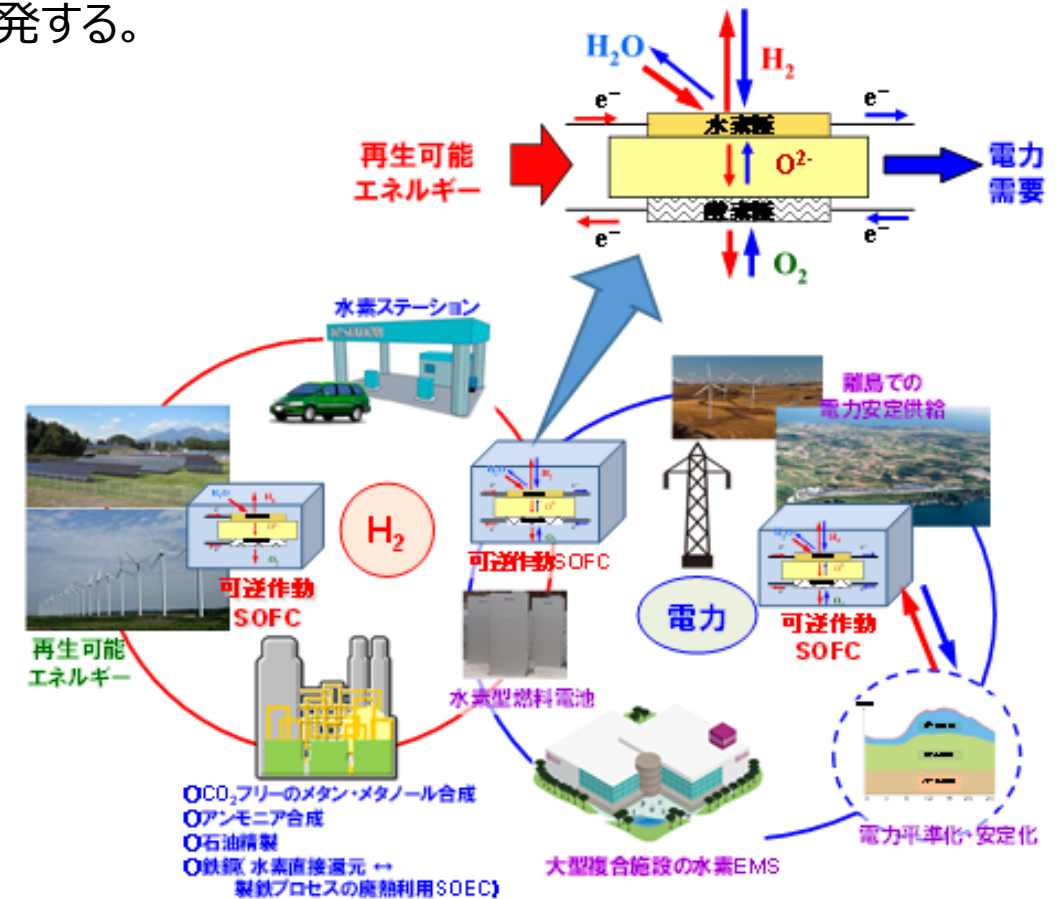 発する。
H₂O
H₂
e⁻
e⁻
水素極
再生可能
エネルギー
O²⁻
電力
需要
酸素極
e⁻
e⁻
O₂
水素ステーション
離島での
電力安定供給
H₂
可逆作動SOFC
可逆作動
SOFC
電力
可逆作動
SOFC
再生可能
エネルギー
水素型燃料電池
○CO₂フリーのメタン・メタノール合成
○アンモニア合成
○石油精製
○鉄鋼(水素直接還元 ↔
製鉄プロセスの廃熱利用SOEC)
大型複合施設の水素EMS
電力平準化・安定化